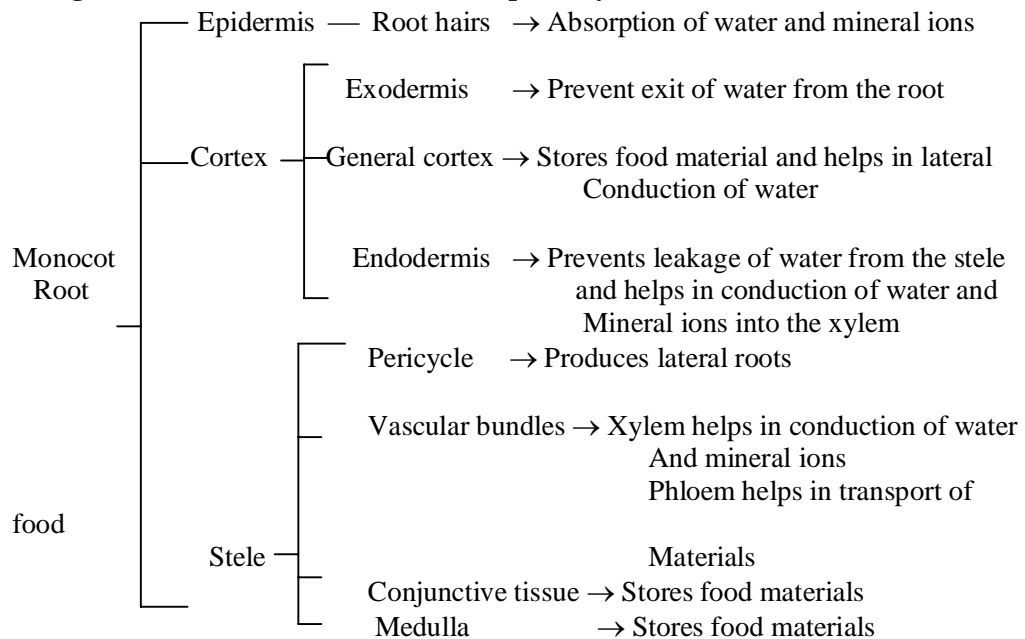 Epidermis — Root hairs → Absorption of water and mineral ions
Exodermis → Prevent exit of water from the root
Cortex General cortex → Stores food material and helps in lateral
Conduction of water
Monocot Endodermis → Prevents leakage of water from the stele
Root and helps in conduction of water and
Mineral ions into the xylem
Pericycle → Produces lateral roots
Vascular bundles → Xylem helps in conduction of water
And mineral ions
Phloem helps in transport of
food
Stele Materials
Conjunctive tissue → Stores food materials
Medulla → Stores food materials